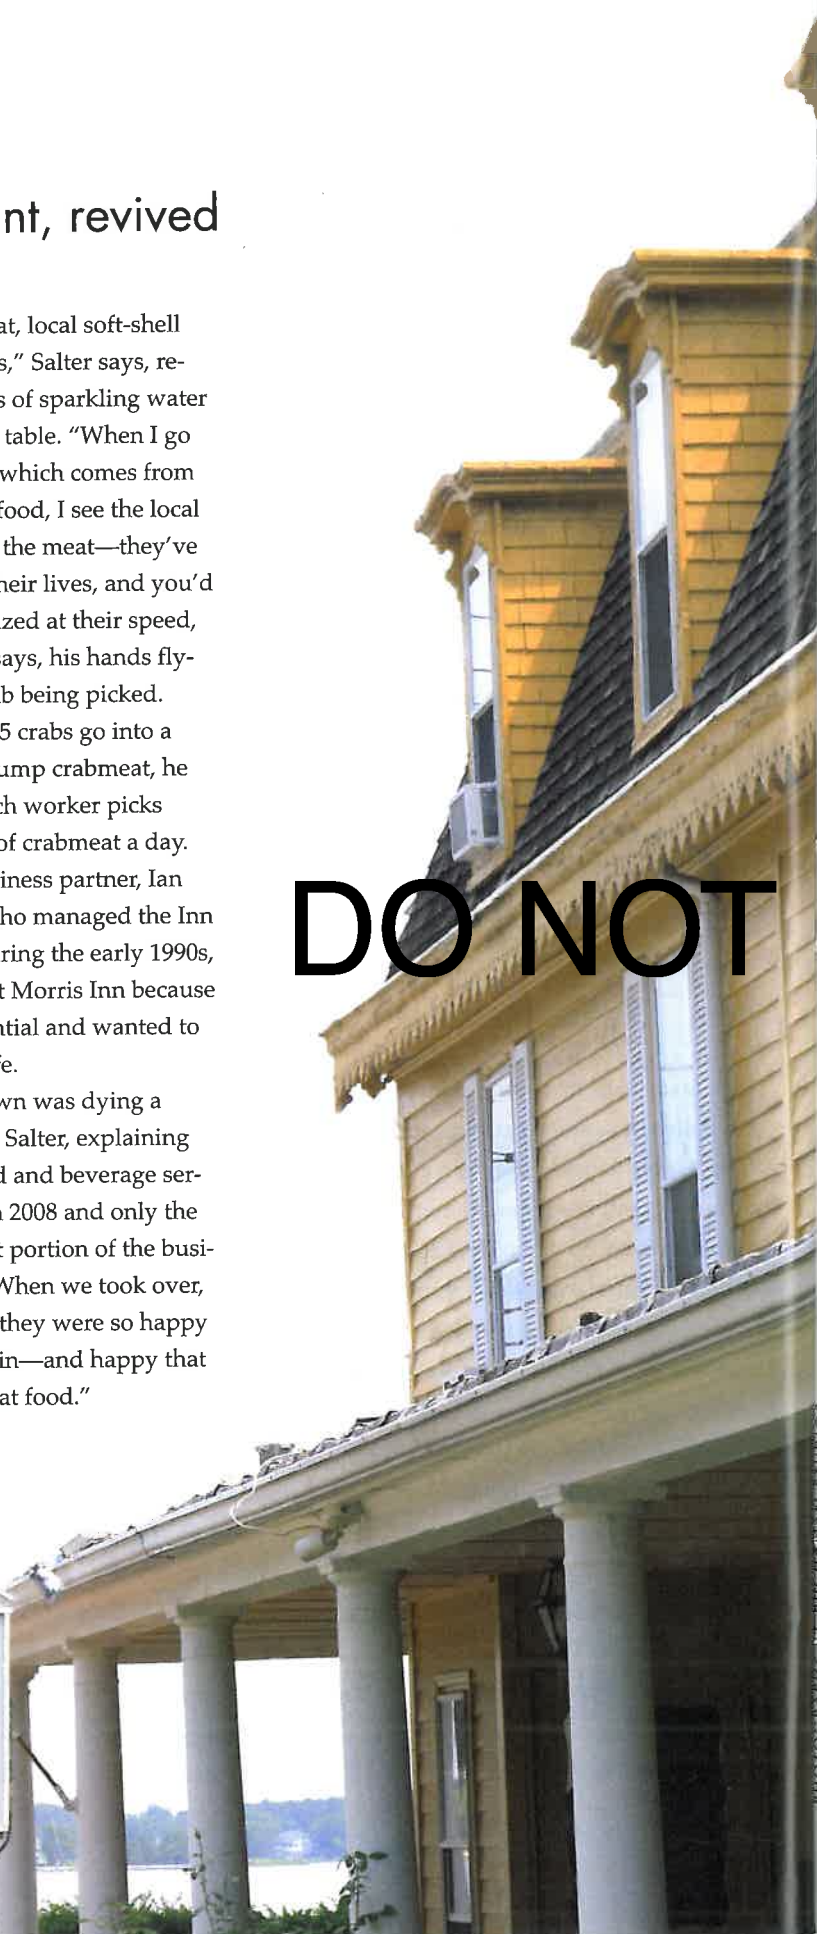 nt, revived
at, local soft-shell
s,” Salter says, re-
s of sparkling water
table. “When I go
which comes from
food, I see the local
the meat—they’ve
heir lives, and you’d
zed at their speed,
says, his hands fly-
b being picked.
5 crabs go into a
ump crabmeat, he
ch worker picks
of crabmeat a day.
iness partner, Ian
ho managed the Inn
ring the early 1990s,
t Morris Inn because
ntial and wanted to
fe.
wn was dying a
Salter, explaining
d and beverage ser-
n 2008 and only the
t portion of the busi-
When we took over,
they were so happy
in—and happy that
at food.”
DO NOT